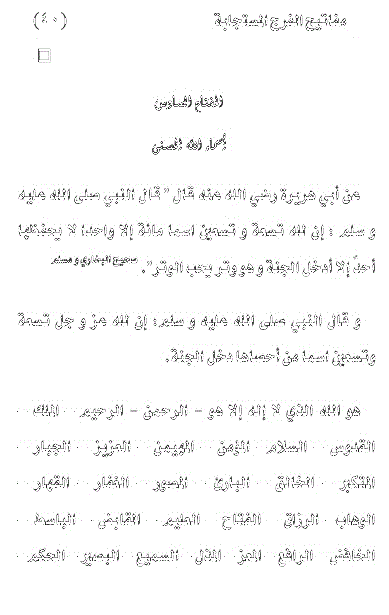 مفاتيح الفرج المستجابة (٤٠)
المفتاح السادس
أسماء الله الحسنى
عن أبي هريرة رضي الله عنه قال " قال النبي صلى الله عليه
و سلم : إن لله تسعة و تسعين اسما مائة إلا واحدا لا يحفظها
أحدٌ إلا أدخل الجنة و هو وتر يحب الوتر". صحيح البخاري و مسلم
و قال النبي صلى الله عليه و سلم: إن لله عز و جل تسعة
وتسعين اسما من أحصاها دخل الجنة.
هو الله الذي لا إله إلا هو – الرحمن – الرحيم – الملك -
القدوس - السلام - المؤمن - المهيمن - العزيز - الجبار -
المتكبر - الخالق - البارئ - المصور - الغفار - القهار -
الوهاب - الرزاق - الفتاح - العليم - القابض - الباسط -
الخافض - الرافع - المعز - المذل - السميع - البصير - الحكم -